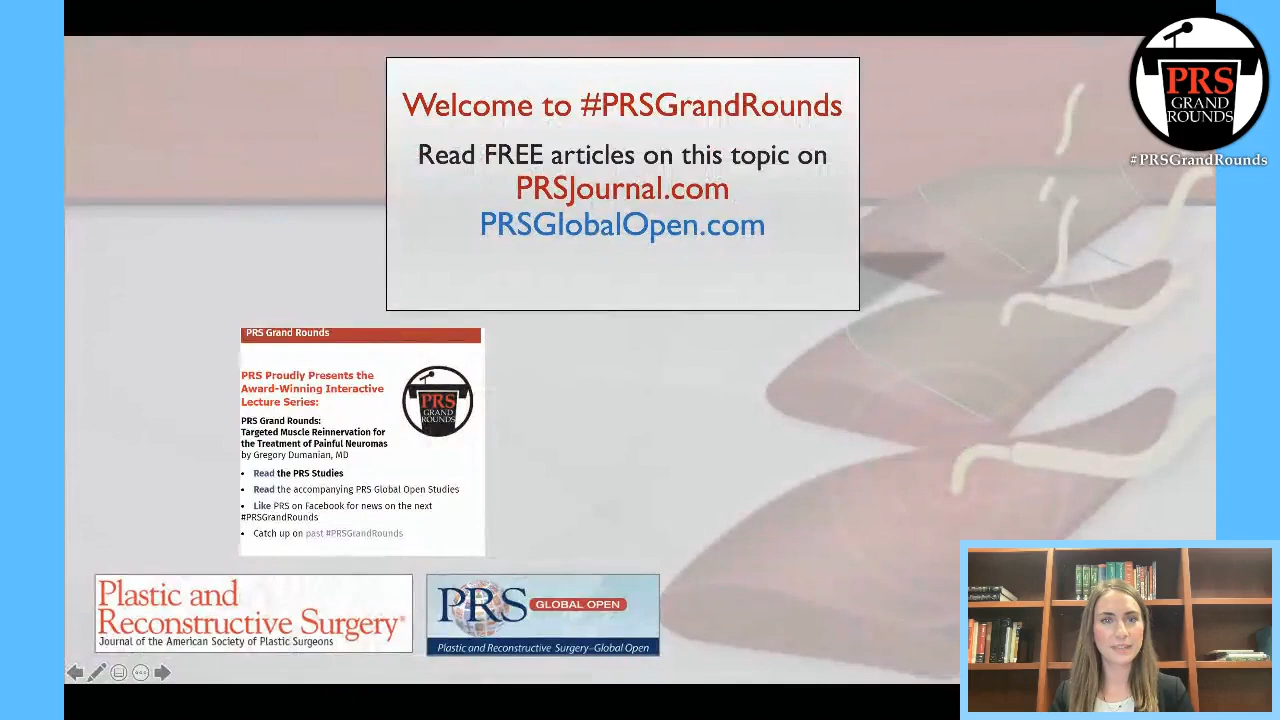 Welcome to #PRSGrandRounds
Read FREE articles on this topic on
PRSJournal.com
PRSGlobalOpen.com
PRS
GRAND
ROUNDS
#PRSGrandRounds
PRS Grand Rounds
PRS Proudly Presents the
Award-Winning Interactive
Lecture Series:
PRS
GRAND
ROUNDS
PRS Grand Rounds:
Targeted Muscle Reinnervation for
the Treatment of Painful Neuromas
by Gregory Dumanian, MD
• Read the PRS Studies
• Read the accompanying PRS Global Open Studies
• Like PRS on Facebook for news on the next
#PRSGrandRounds
• Catch up on past #PRSGrandRounds
Plastic and
Reconstructive Surgery®
Journal of the American Society of Plastic Surgeons
PRS GLOBAL OPEN
Plastic and Reconstructive Surgery–Global Open